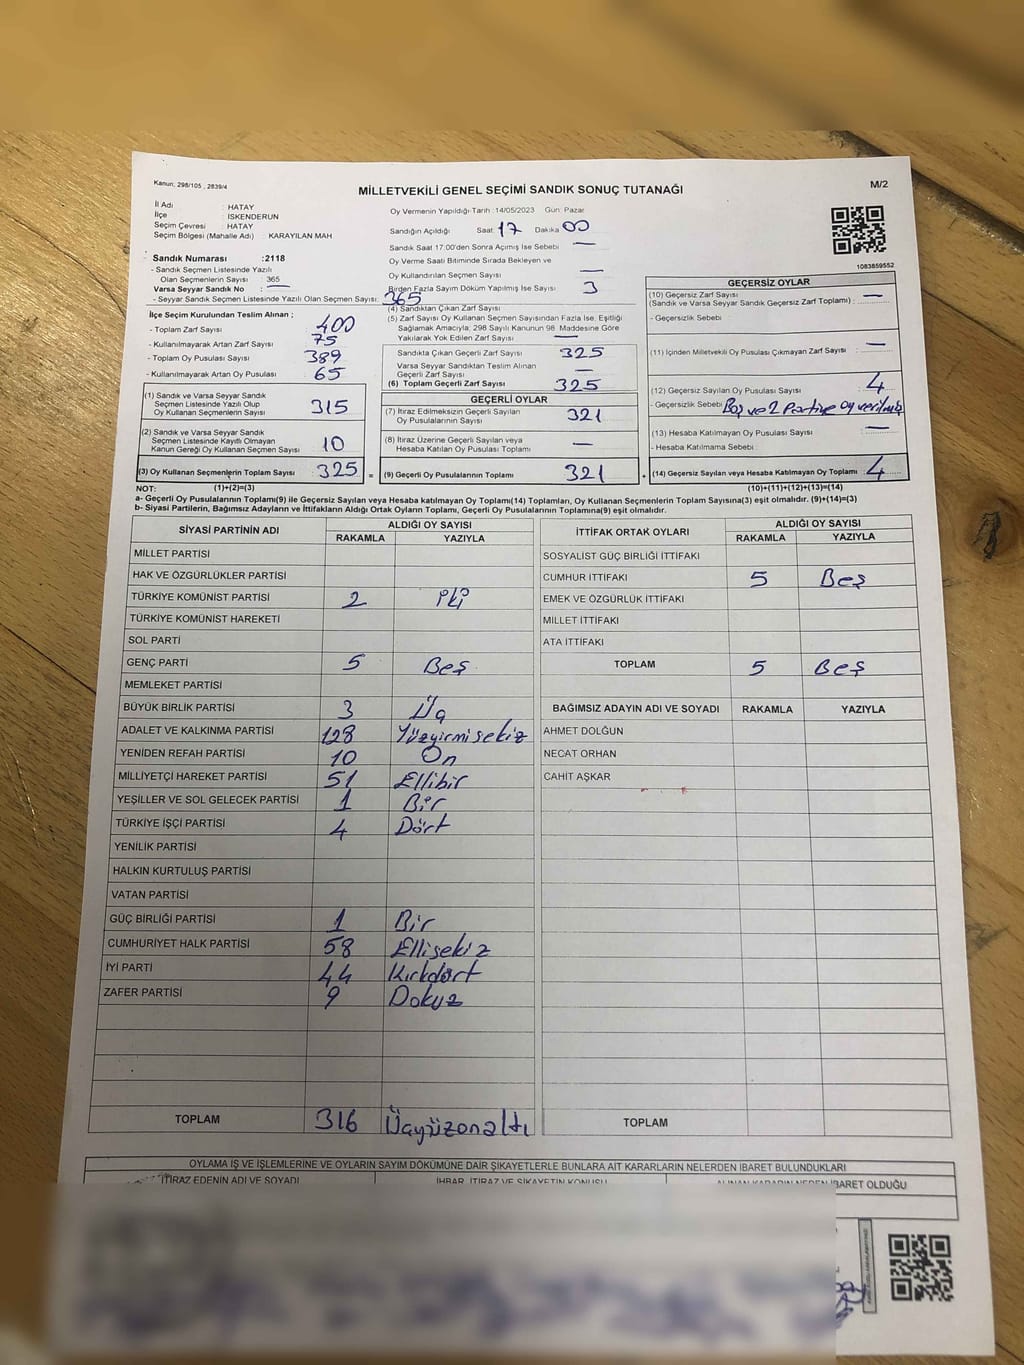 Kanun, 298/105 , 2839/4
MİLLETVEKİLİ GENEL SEÇİMİ SANDIK SONUÇ TUTANAĞI
M/2
İl Adı : HATAY
İlçe : İSKENDERUN
Seçim Çevresi : HATAY
Seçim Bölgesi (Mahalle Adı) : KARAYILAN MAH
Oy Vermenin Yapıldığı Tarih : 14/05/2023 Gün: Pazar
Sandığın Açıldığı Saat 17 Dakika 00
Sandık Saat 17:00'den Sonra Açımış İse Sebebi —
Oy Verme Saati Bitiminde Sırada Bekleyen ve
Oy Kullandırılan Seçmen Sayısı —
Birden Fazla Sayım Döküm Yapılmış İse Sayısı 3
1083859552
Sandık Numarası :2118
- Sandık Seçmen Listesinde Yazılı
Olan Seçmenlerin Sayısı 365
Varsa Seyyar Sandık No : —
- Seyyar Sandık Seçmen Listesinde Yazılı Olan Seçmen Sayısı: 365
İlçe Seçim Kurulundan Teslim Alınan ;
- Toplam Zarf Sayısı 400
- Kullanılmayarak Artan Zarf Sayısı 75
- Toplam Oy Pusulası Sayısı 389
- Kullanılmayarak Artan Oy Pusulası 65
(1) Sandık ve Varsa Seyyar Sandık
Seçmen Listesinde Yazılı Olup
Oy Kullanan Seçmenlerin Sayısı 315
(2) Sandık ve Varsa Seyyar Sandık
Seçmen Listesinde Kayıtlı Olmayan
Kanun Gereği Oy Kullanan Seçmenlerin Sayısı 10
(3) Oy Kullanan Seçmenlerin Toplam Sayısı 325 =
(1)+(2)=(3)
(4) Sandıktan Çıkan Zarf Sayısı
(5) Zarf Sayısı Oy Kullanan Seçmen Sayısından Fazla İse, Eşitliği
Sağlamak Amacıyla; 298 Sayılı Kanunun 98. Maddesine Göre
Yakılarak Yok Edilen Zarf Sayısı —
Sandıkta Çıkan Geçerli Zarf Sayısı 325
Varsa Seyyar Sandıktan Teslim Alınan
Geçerli Zarf Sayısı —
(6) Toplam Geçerli Zarf Sayısı 325
GEÇERLİ OYLAR
(7) İtiraz Edilmeksizin Geçerli Sayılan
Oy Pusulalarının Sayısı 321
(8) İtiraz Üzerine Geçerli Sayılan veya
Hesaba Katılan Oy Pusulası Toplamı —
(9) Geçerli Oy Pusulalarının Toplamı 321 +
GEÇERSİZ OYLAR
(10) Geçersiz Zarf Sayısı
(Sandık ve Varsa Seyyar Sandık Geçersiz Zarf Toplamı) : —
- Geçersizlik Sebebi
(11) İçinden Milletvekili Oy Pusulası Çıkmayan Zarf Sayısı —
(12) Geçersiz Sayılan Oy Pusulası Sayısı 4
- Geçersizlik Sebebi Boş ve 2 Partiye oy verilmiş
(13) Hesaba Katılmayan Oy Pusulası Sayısı —
- Hesaba Katılmama Sebebi
(14) Geçersiz Sayılan veya Hesaba Katılmayan Oy Toplamı 4
(10)+(11)+(12)+(13)=(14)
NOT:
a- Geçerli Oy Pusulalarının Toplamı(9) ile Geçersiz Sayılan veya Hesaba katılmayan Oy Toplamı(14) Toplamları, Oy Kullanan Seçmenlerin Toplam Sayısına(3) eşit olmalıdır. (9)+(14)=(3)
b- Siyasi Partilerin, Bağımsız Adayların ve İttifakların Aldığı Ortak Oyların Toplamı, Geçerli Oy Pusulalarının Toplamına(9) eşit olmalıdır.
SİYASİ PARTİNİN ADI ALDIĞI OY SAYISI
RAKAMLA YAZIYLA
MİLLET PARTİSİ
HAK VE ÖZGÜRLÜKLER PARTİSİ
TÜRKİYE KOMÜNİST PARTİSİ 2 iki
TÜRKİYE KOMÜNİST HAREKETİ
SOL PARTİ
GENÇ PARTİ 5 Beş
MEMLEKET PARTİSİ
BÜYÜK BİRLİK PARTİSİ 3 Üç
ADALET VE KALKINMA PARTİSİ 128 Yüzyirmisekiz
YENİDEN REFAH PARTİSİ 10 On
MİLLİYETÇİ HAREKET PARTİSİ 51 Ellibir
YEŞİLLER VE SOL GELECEK PARTİSİ 1 Bir
TÜRKİYE İŞÇİ PARTİSİ 4 Dört
YENİLİK PARTİSİ
HALKIN KURTULUŞ PARTİSİ
VATAN PARTİSİ
GÜÇ BİRLİĞİ PARTİSİ 1 Bir
CUMHURİYET HALK PARTİSİ 58 Ellisekiz
İYİ PARTİ 44 Kırkdört
ZAFER PARTİSİ 9 Dokuz
TOPLAM 316 Üçyüzonaltı
İTTİFAK ORTAK OYLARI ALDIĞI OY SAYISI
RAKAMLA YAZIYLA
SOSYALİST GÜÇ BİRLİĞİ İTTİFAKI
CUMHUR İTTİFAKI 5 Beş
EMEK VE ÖZGÜRLÜK İTTİFAKI
MİLLET İTTİFAKI
ATA İTTİFAKI
TOPLAM 5 Beş
BAĞIMSIZ ADAYIN ADI VE SOYADI RAKAMLA YAZIYLA
AHMET DOLĞUN
NECAT ORHAN
CAHİT AŞKAR
TOPLAM
OYLAMA İŞ VE İŞLEMLERİNE VE OYLARIN SAYIM DÖKÜMÜNE DAİR ŞİKAYETLERLE BUNLARA AİT KARARLARIN NELERDEN İBARET BULUNDUKLARI
İTİRAZ EDENİN ADI VE SOYADI İHBAR, İTİRAZ VE ŞİKAYETİN KONUSU ALINAN KARARIN NEDEN İBARET OLDUĞU